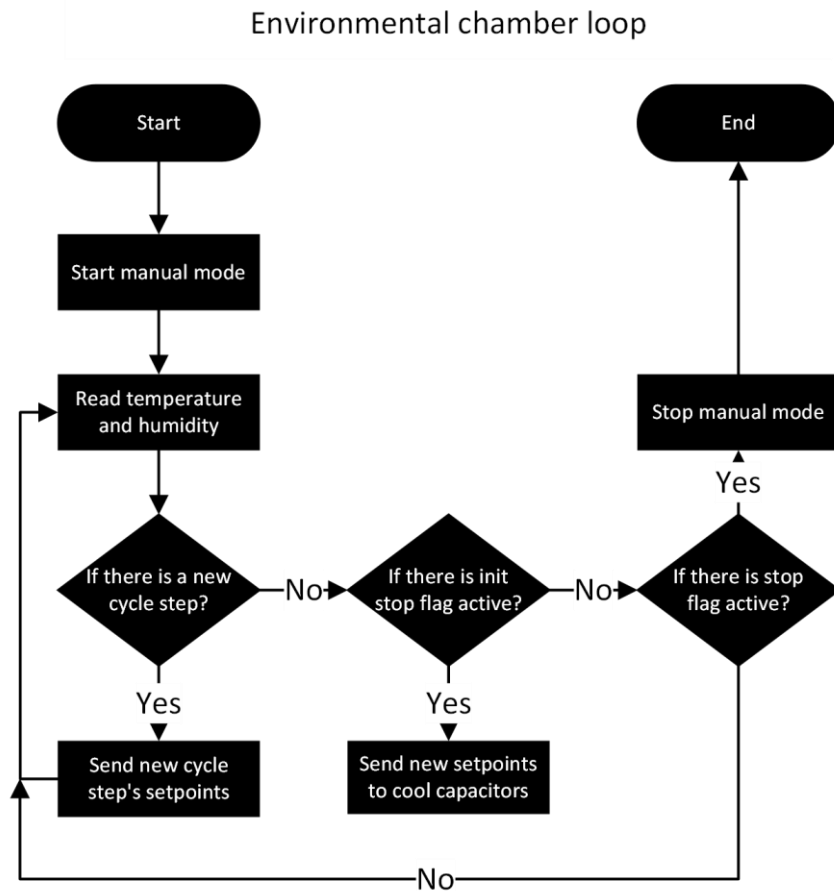 Environmental chamber loop
Start
End
Start manual mode
Read temperature
and humidity
Stop manual mode
Yes
If there is a new
cycle step?
No
If there is init
stop flag active?
No
If there is stop
flag active?
Yes
Yes
Send new cycle
step's setpoints
Send new setpoints
to cool capacitors
No